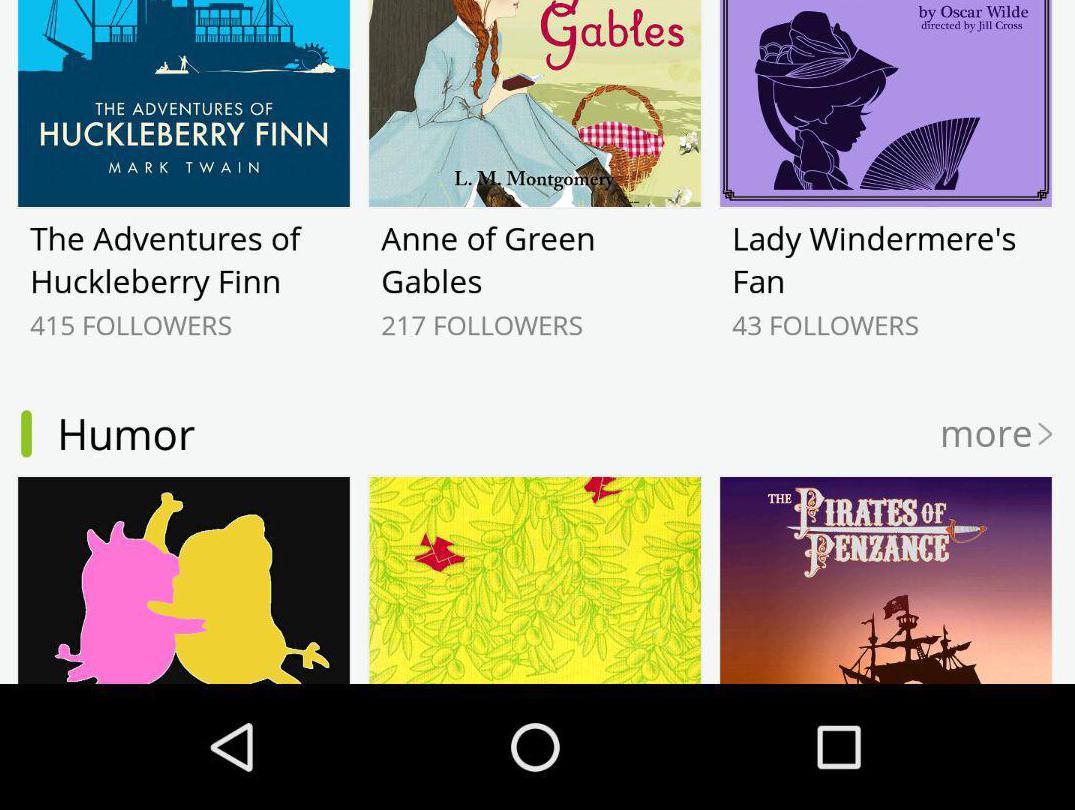 Gables
by Oscar Wilde
directed by Jill Cross
THE ADVENTURES OF
HUCKLEBERRY FINN
MARK TWAIN
L. M. Montgomery
The Adventures of
Huckleberry Finn
415 FOLLOWERS
Anne of Green
Gables
217 FOLLOWERS
Lady Windermere's
Fan
43 FOLLOWERS
Humor
more
THE PIRATES OF
PENZANCE